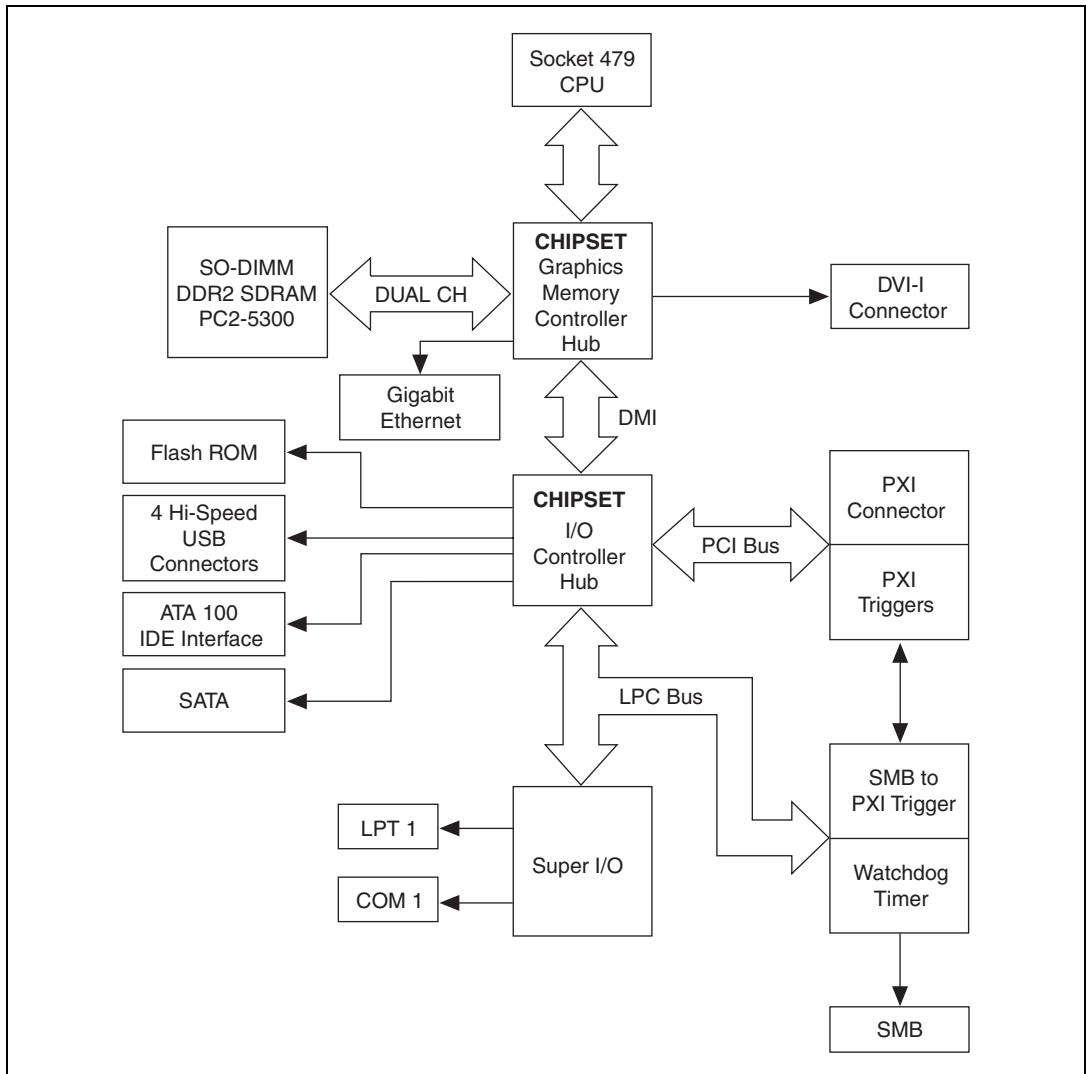 Socket 479
CPU
CHIPSET
Graphics
Memory
Controller
Hub
SO-DIMM
DDR2 SDRAM
PC2-5300
DUAL CH
DVI-I
Connector
Gigabit
Ethernet
DMI
Flash ROM
4 Hi-Speed
USB
Connectors
ATA 100
IDE Interface
SATA
CHIPSET
I/O
Controller
Hub
PCI Bus
PXI
Connector
PXI
Triggers
LPC Bus
SMB to
PXI Trigger
Watchdog
Timer
LPT 1
COM 1
Super I/O
SMB